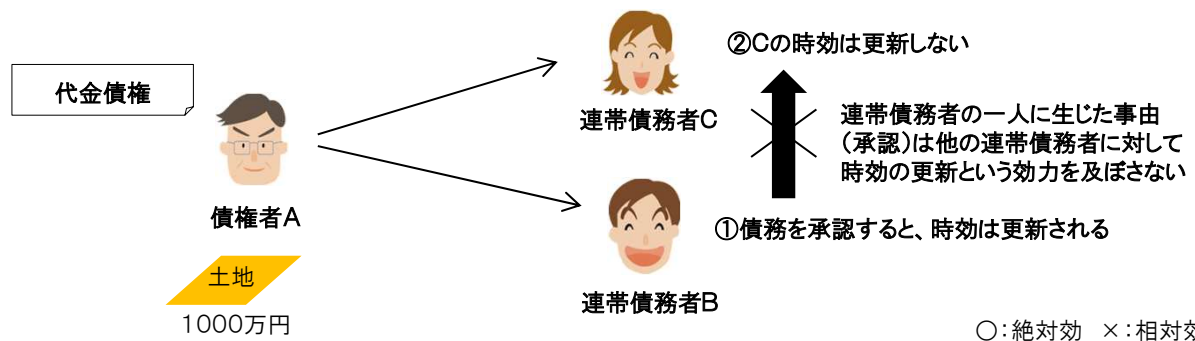 代金債権
債権者A
土地
1000万円
連帯債務者C
②Cの時効は更新しない
連帯債務者の一人に生じた事由
(承認)は他の連帯債務者に対して
時効の更新という効力を及ぼさない
①債務を承認すると、時効は更新される
連帯債務者B
○:絶対効 ×:相対効